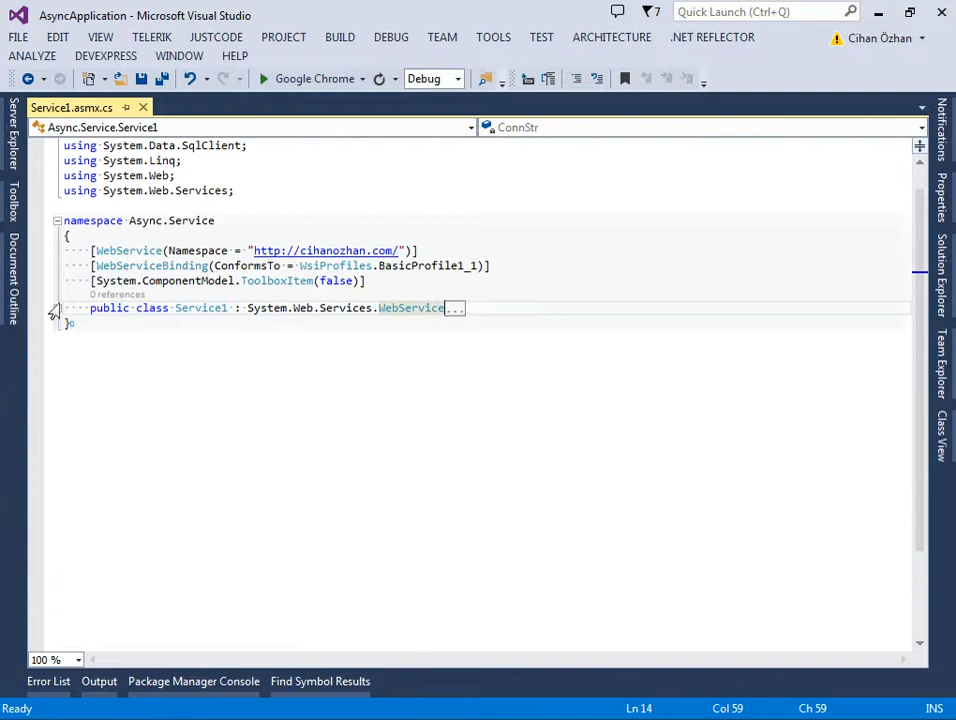 AsyncApplication - Microsoft Visual Studio
7
Quick Launch (Ctrl+Q)
FILE EDIT VIEW TELERIK JUSTCODE PROJECT BUILD DEBUG TEAM TOOLS TEST ARCHITECTURE .NET REFLECTOR
Cihan Özhan
ANALYZE DEVEXPRESS WINDOW HELP
Google Chrome
Debug
Service1.asmx.cs
Async.Service.Service1
ConnStr
using System.Data.SqlClient;
using System.Linq;
using System.Web;
using System.Web.Services;
namespace Async.Service
{
[WebService(Namespace = "http://cihanozhan.com/")]
[WebServiceBinding(ConformsTo = WsiProfiles.BasicProfile1_1)]
[System.ComponentModel.ToolboxItem(false)]
0 references
public class Service1 : System.Web.Services.WebService...
}
Server Explorer
Toolbox
Document Outline
Notifications
Properties
Solution Explorer
Team Explorer
Class View
100 %
Error List Output Package Manager Console Find Symbol Results
Ready
Ln 14
Col 59
Ch 59
INS